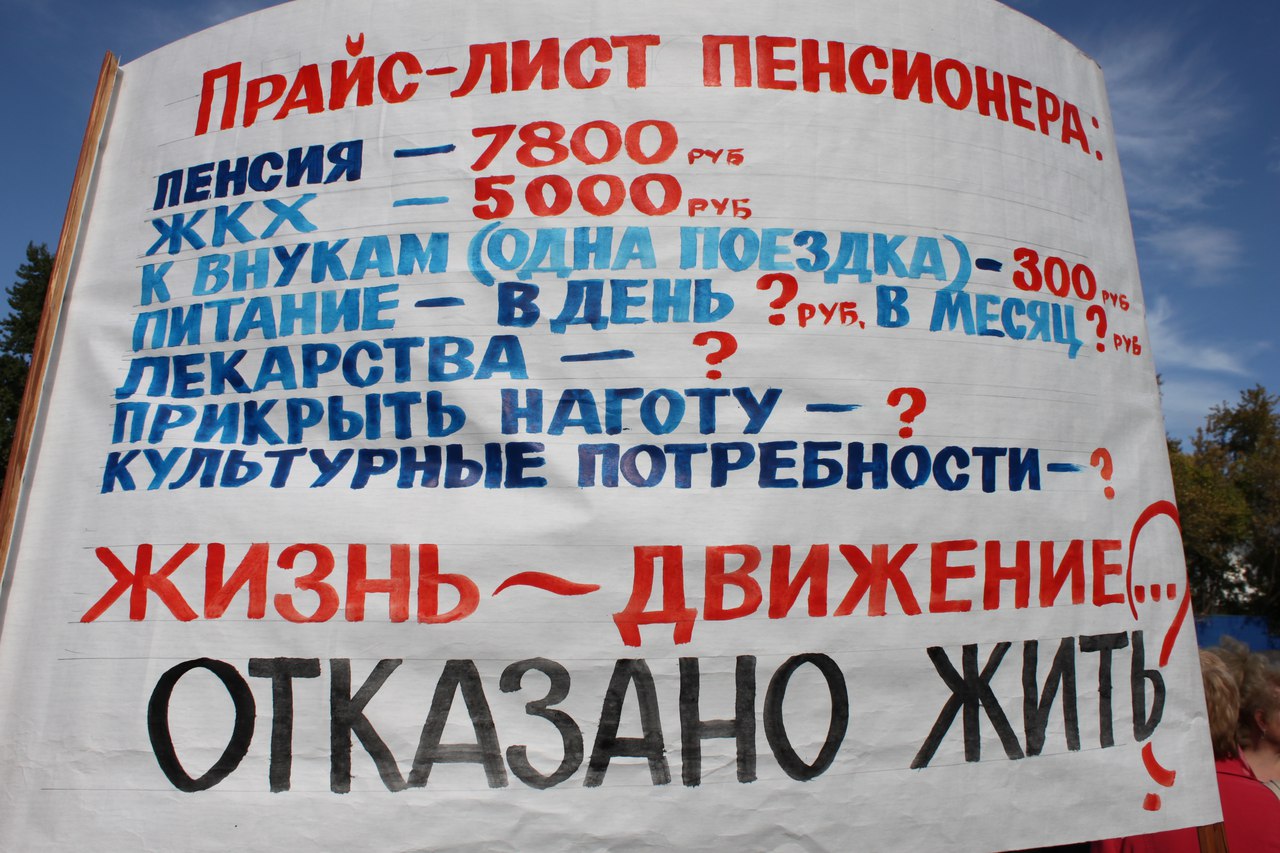 Прайс-лист пенсионера:
пенсия — 7800 руб
ЖКХ — 5000 руб
к внукам (одна поездка) - 300 руб
питание — в день ? руб. в месяц ? руб
лекарства — ?
прикрыть наготу — ?
культурные потребности — ?
ЖИЗНЬ ~ ДВИЖЕНИЕ ...?
ОТКАЗАНО ЖИТЬ